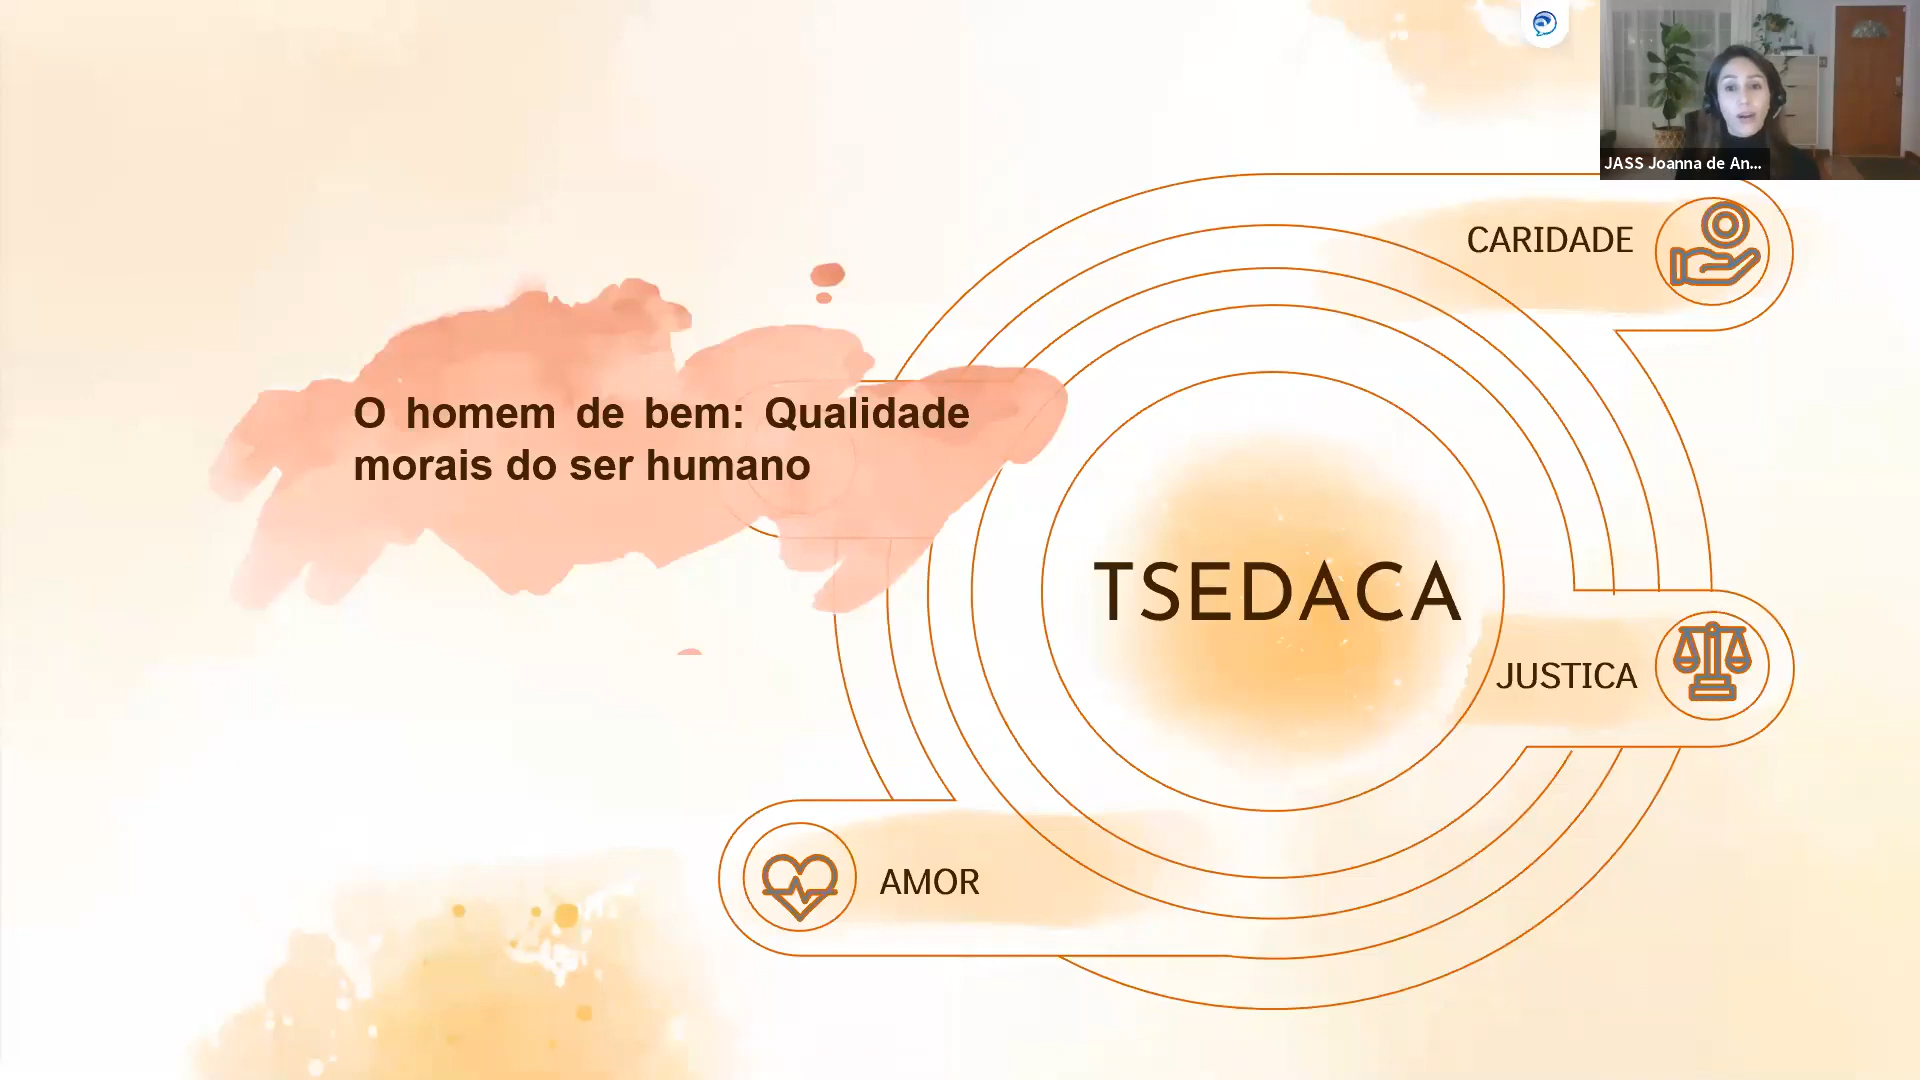 JASS Joanna de An...
CARIDADE
O homem de bem: Qualidade
morais do ser humano
TSEDACA
JUSTICA
AMOR